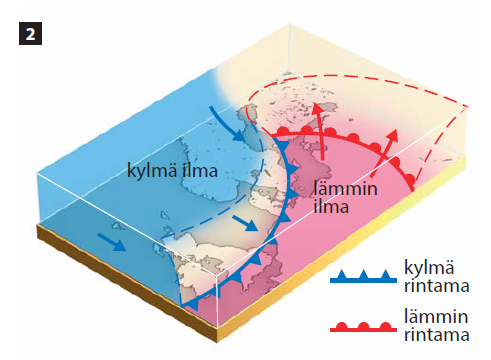 2
kylmä ilma
lämmin
ilma
kylmä
rintama
lämmin
rintama